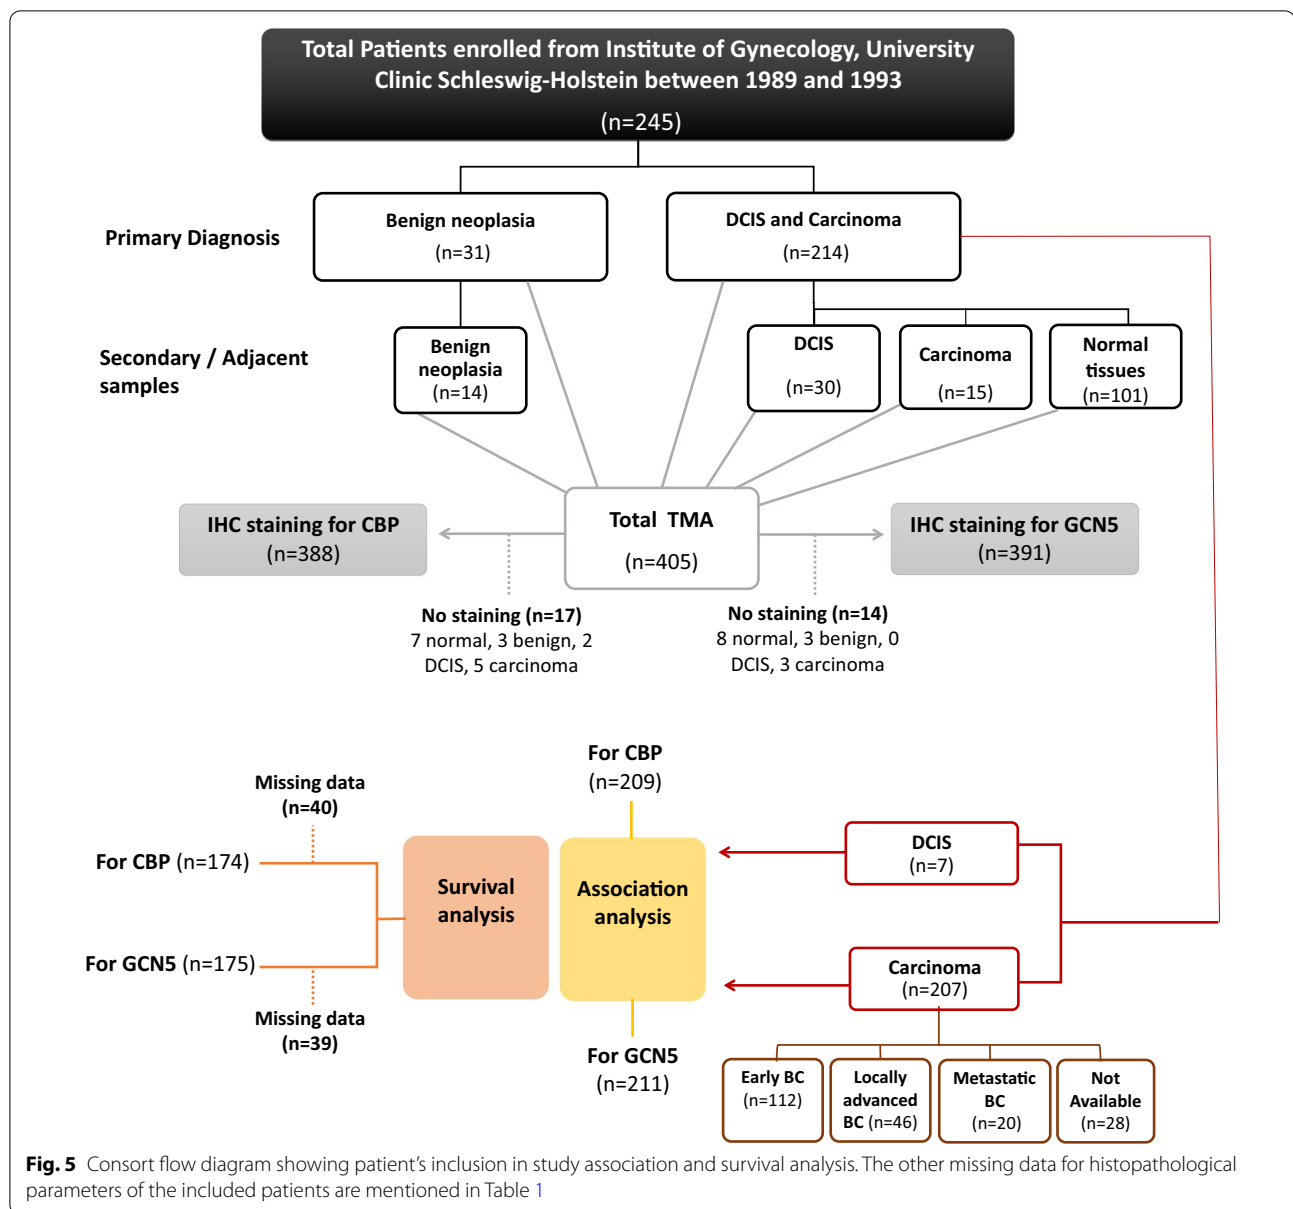 Total Patients enrolled from Institute of Gynecology, University
Clinic Schleswig-Holstein between 1989 and 1993
(n=245)
Primary Diagnosis
Benign neoplasia
(n=31)
DCIS and Carcinoma
(n=214)
Secondary / Adjacent
samples
Benign
neoplasia
(n=14)
DCIS
(n=30)
Carcinoma
(n=15)
Normal
tissues
(n=101)
IHC staining for CBP
(n=388)
Total TMA
(n=405)
IHC staining for GCN5
(n=391)
No staining (n=17)
7 normal, 3 benign, 2
DCIS, 5 carcinoma
No staining (n=14)
8 normal, 3 benign, 0
DCIS, 3 carcinoma
Missing data
(n=40)
For CBP (n=174)
For GCN5 (n=175)
Missing data
(n=39)
Survival
analysis
For CBP
(n=209)
Association
analysis
For GCN5
(n=211)
DCIS
(n=7)
Carcinoma
(n=207)
Early BC
(n=112)
Locally
advanced
BC (n=46)
Metastatic
BC
(n=20)
Not
Available
(n=28)
Fig. 5 Consort flow diagram showing patient's inclusion in study association and survival analysis. The other missing data for histopathological
parameters of the included patients are mentioned in Table 1